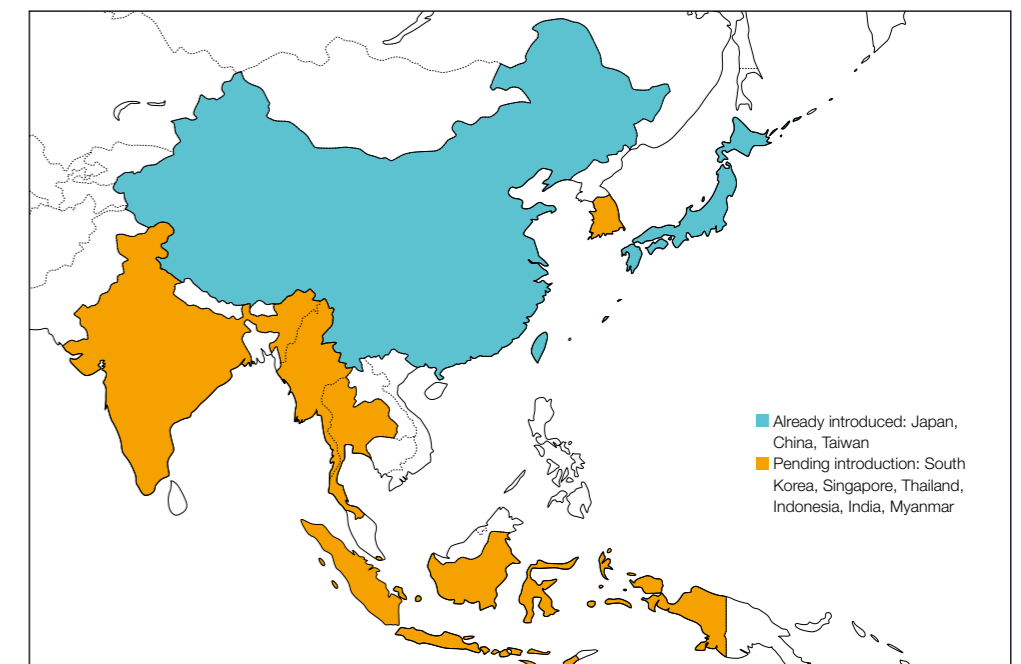 Already introduced: Japan,
China, Taiwan
Pending introduction: South
Korea, Singapore, Thailand,
Indonesia, India, Myanmar